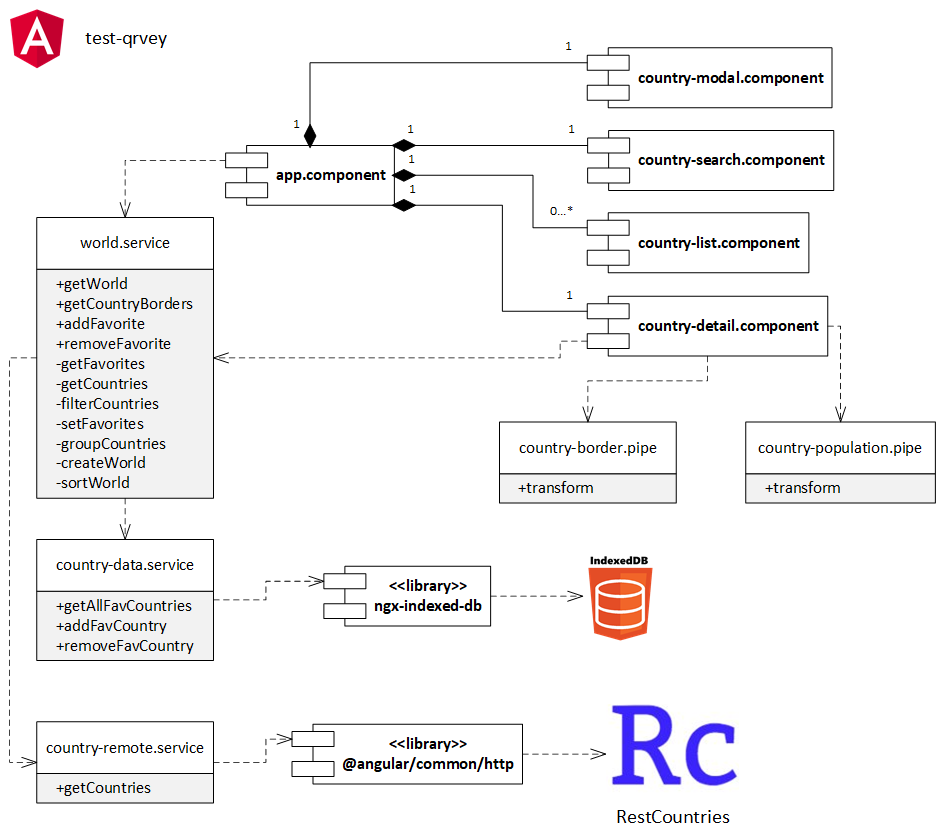 A
test-qrvey
1
country-modal.component
1
1
1
country-search.component
1
app.component
1
0...*
country-list.component
1
country-detail.component
world.service
+getWorld
+getCountryBorders
+addFavorite
+removeFavorite
-getFavorites
-getCountries
-filterCountries
-setFavorites
-groupCountries
-createWorld
-sortWorld
country-border.pipe
+transform
country-population.pipe
+transform
country-data.service
+getAllFavCountries
+addFavCountry
+removeFavCountry
<<library>>
ngx-indexed-db
IndexedDB
country-remote.service
+getCountries
<<library>>
@angular/common/http
Rc
RestCountries